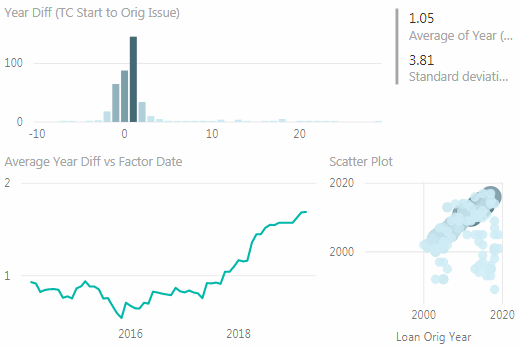 Year Diff (TC Start to Orig Issue)
100
0
-10
0
10
20
1.05
Average of Year (...
3.81
Standard deviati...
Average Year Diff vs Factor Date
2
1
2016
2018
Scatter Plot
2020
2000
2000
2020
Loan Orig Year